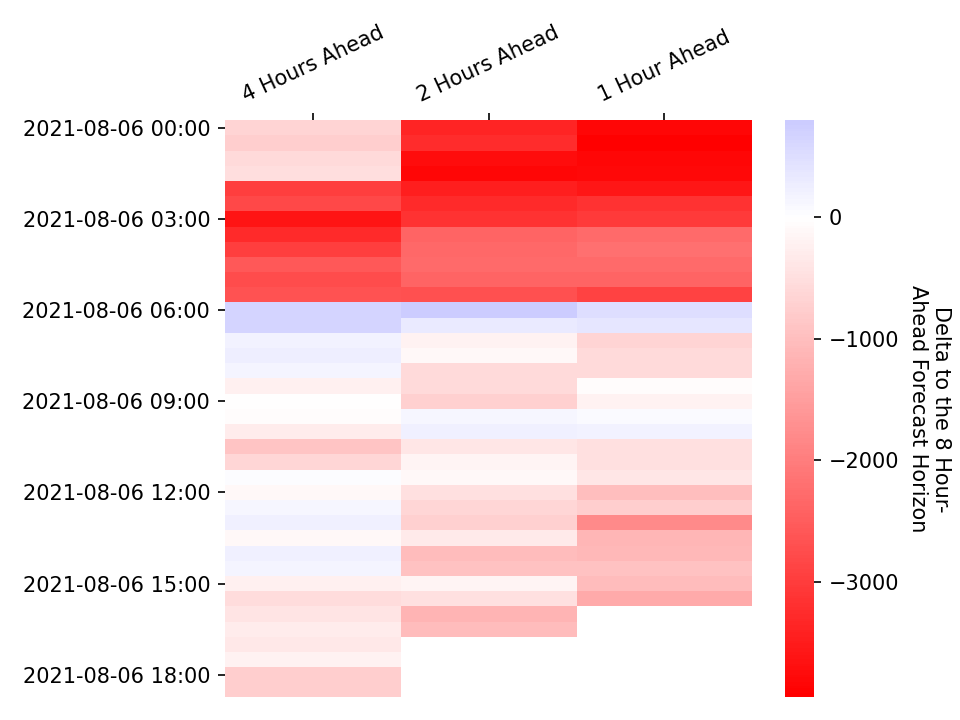 4 Hours Ahead
2 Hours Ahead
1 Hour Ahead
2021-08-06 00:00
2021-08-06 03:00
2021-08-06 06:00
2021-08-06 09:00
2021-08-06 12:00
2021-08-06 15:00
2021-08-06 18:00
0
−1000
−2000
−3000
Delta to the 8 Hour-
Ahead Forecast Horizon